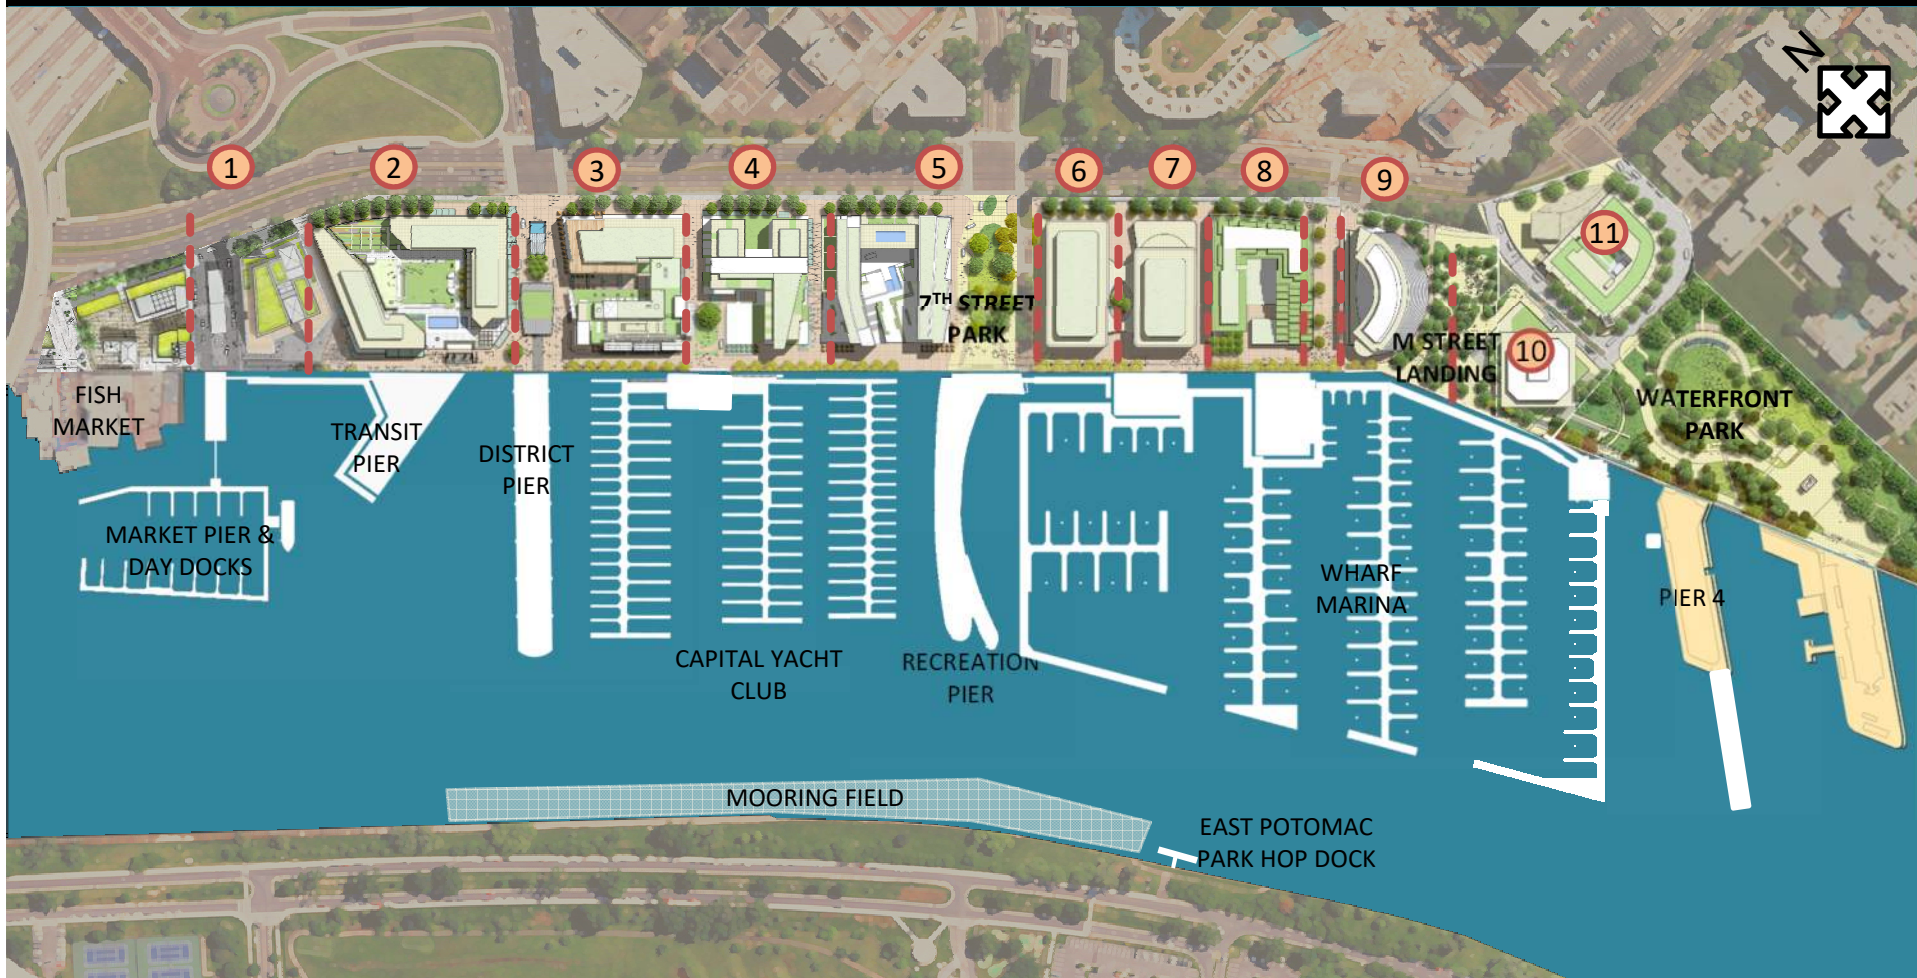 N
1
2
3
4
5
6
7
8
9
11
7TH STREET
PARK
M STREET
LANDING
10
WATERFRONT
PARK
FISH
MARKET
TRANSIT
PIER
DISTRICT
PIER
MARKET PIER &
DAY DOCKS
WHARF
MARINA
PIER 4
CAPITAL YACHT
CLUB
RECREATION
PIER
MOORING FIELD
EAST POTOMAC
PARK HOP DOCK